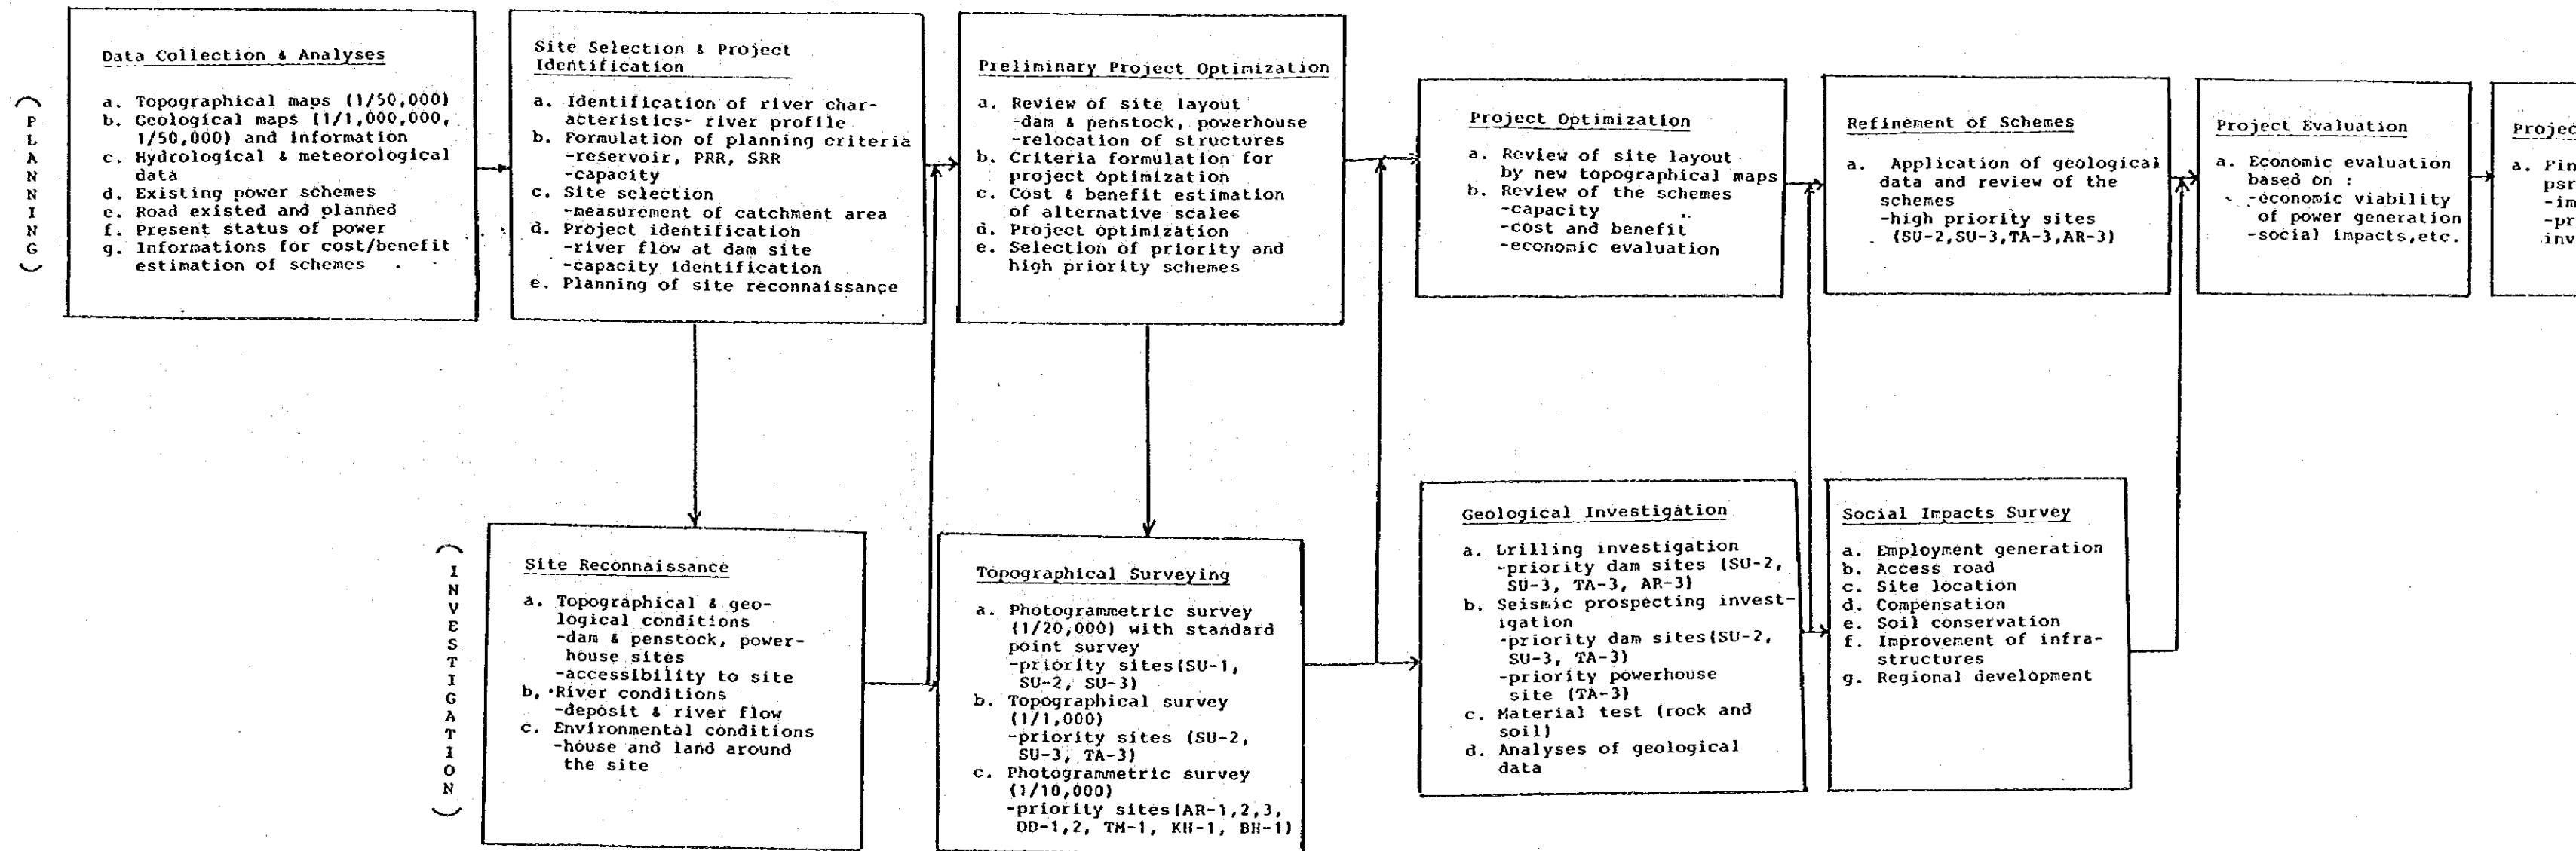 ( PLANNING )
Data Collection & Analyses
a. Topographical maps (1/50,000)
b. Geological maps (1/1,000,000,
1/50,000) and information
c. Hydrological & meteorological
data
d. Existing power schemes
e. Road existed and planned
f. Present status of power
g. Informations for cost/benefit
estimation of schemes
Site Selection & Project
Identification
a. Identification of river char-
acteristics- river profile
b. Formulation of planning criteria
-reservoir, PRR, SRR
-capacity
c. Site selection
-measurement of catchment area
d. Project identification
-river flow at dam site
-capacity identification
e. Planning of site reconnaissance
Preliminary Project Optimization
a. Review of site layout
-dam & penstock, powerhouse
-relocation of structures
b. Criteria formulation for
project optimization
c. Cost & benefit estimation
of alternative scales
d. Project optimization
e. Selection of priority and
high priority schemes
Project Optimization
a. Review of site layout
by new topographical maps
b. Review of the schemes
-capacity
-cost and benefit
-economic evaluation
Refinement of Schemes
a. Application of geological
data and review of the
schemes
-high priority sites
(SU-2,SU-3,TA-3,AR-3)
Project Evaluation
a. Economic evaluation
based on :
-economic viability
of power generation
-social impacts,etc.
Projec
a. Fin
psr
-im
-pr
inv
( INVESTIGATION )
Site Reconnaissance
a. Topographical & geo-
logical conditions
-dam & penstock, power-
house sites
-accessibility to site
b, River conditions
-deposit & river flow
c. Environmental conditions
-house and land around
the site
Topographical Surveying
a. Photogrammetric survey
(1/20,000) with standard
point survey
-priority sites(SU-1,
SU-2, SU-3)
b. Topographical survey
(1/1,000)
-priority sites (SU-2,
SU-3, TA-3)
c. Photogrammetric survey
(1/10,000)
-priority sites(AR-1,2,3,
DD-1,2, TM-1, KH-1, BH-1)
Geological Investigation
a. Lrilling investigation
-priority dam sites (SU-2,
SU-3, TA-3, AR-3)
b. Seismic prospecting invest-
igation
-priority dam sites(SU-2,
SU-3, TA-3)
-priority powerhouse
site (TA-3)
c. Material test (rock and
soil)
d. Analyses of geological
data
Social Impacts Survey
a. Employment generation
b. Access road
c. Site location
d. Compensation
e. Soil conservation
f. Improvement of infra-
structures
g. Regional development